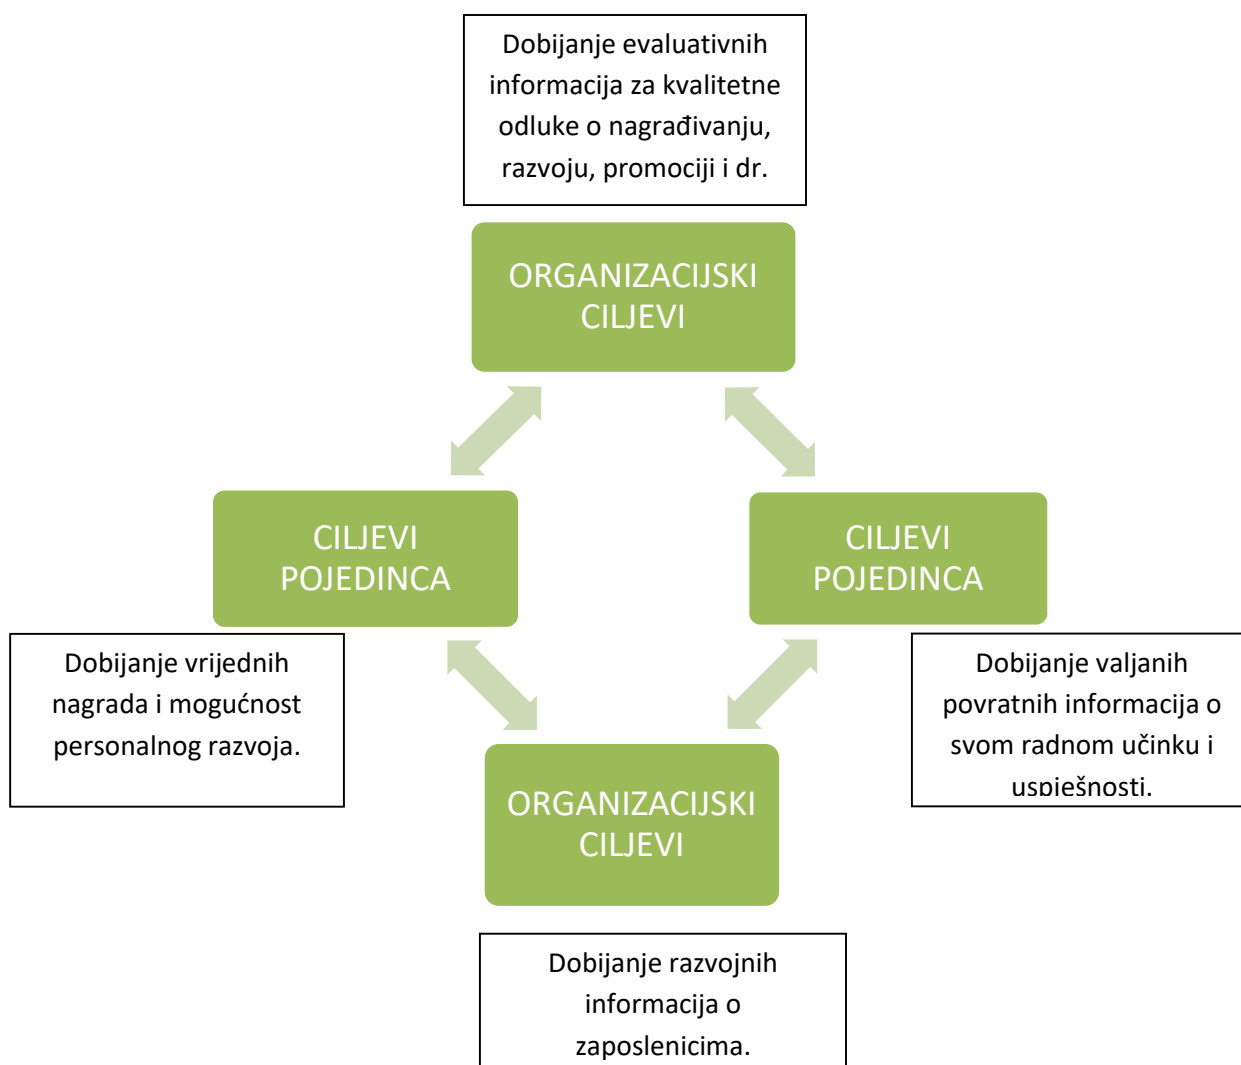 Dobijanje evaluativnih
informacija za kvalitetne
odluke o nagrađivanju,
razvoju, promociji i dr.
ORGANIZACIJSKI
CILJEVI
CILJEVI
POJEDINCA
CILJEVI
POJEDINCA
Dobijanje vrijednih
nagrada i mogućnost
personalnog razvoja.
Dobijanje valjanih
povratnih informacija o
svom radnom učinku i
uspješnosti.
ORGANIZACIJSKI
CILJEVI
Dobijanje razvojnih
informacija o
zaposlenicima.